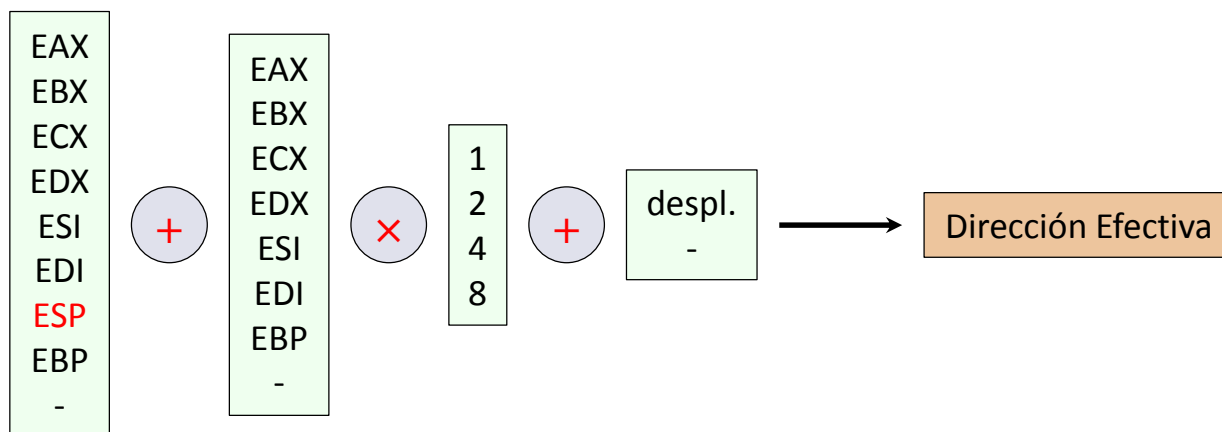 EAX
EBX
ECX
EDX
ESI
EDI
ESP
EBP
-
+
EAX
EBX
ECX
EDX
ESI
EDI
EBP
-
×
1
2
4
8
+
despl.
-
Dirección Efectiva